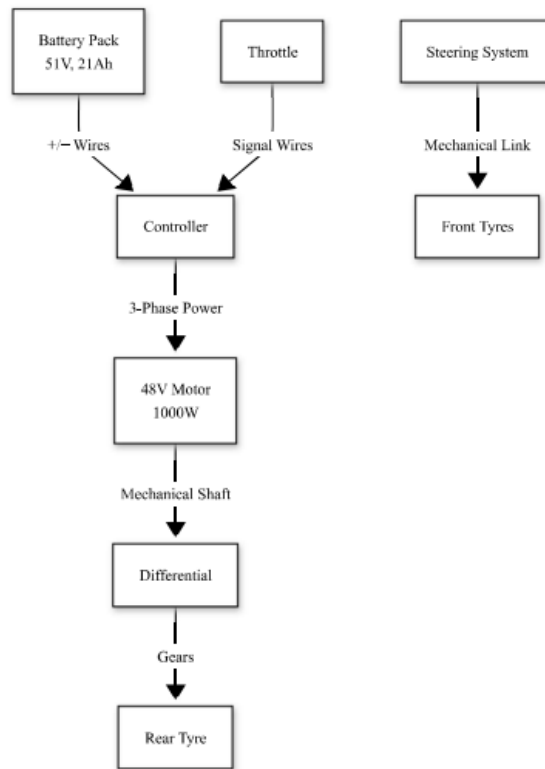 Battery Pack
51V, 21Ah
Throttle
Steering System
+/− Wires
Signal Wires
Mechanical Link
Controller
Front Tyres
3-Phase Power
48V Motor
1000W
Mechanical Shaft
Differential
Gears
Rear Tyre